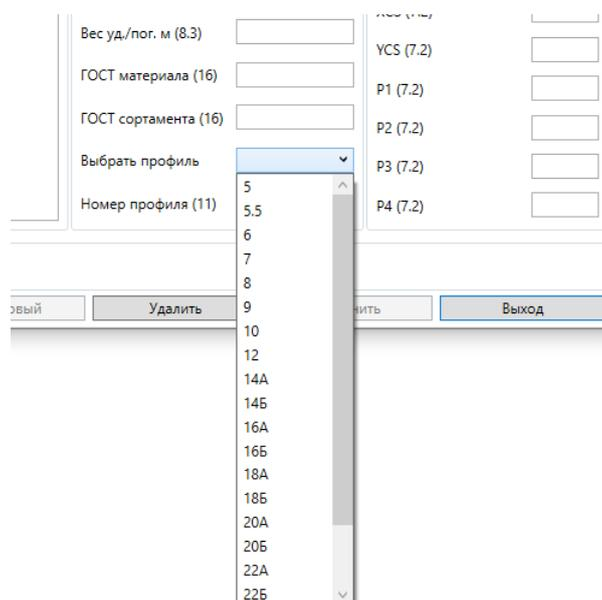 Вес уд./пог. м (8.3)
YCS (7.2)
ГОСТ материала (16)
P1 (7.2)
ГОСТ сортамента (16)
P2 (7.2)
Выбрать профиль
P3 (7.2)
Номер профиля (11)
P4 (7.2)
5
5.5
6
7
8
9
10
12
14А
14Б
16А
16Б
18А
18Б
20А
20Б
22А
22Б
овый
Удалить
нить
Выход